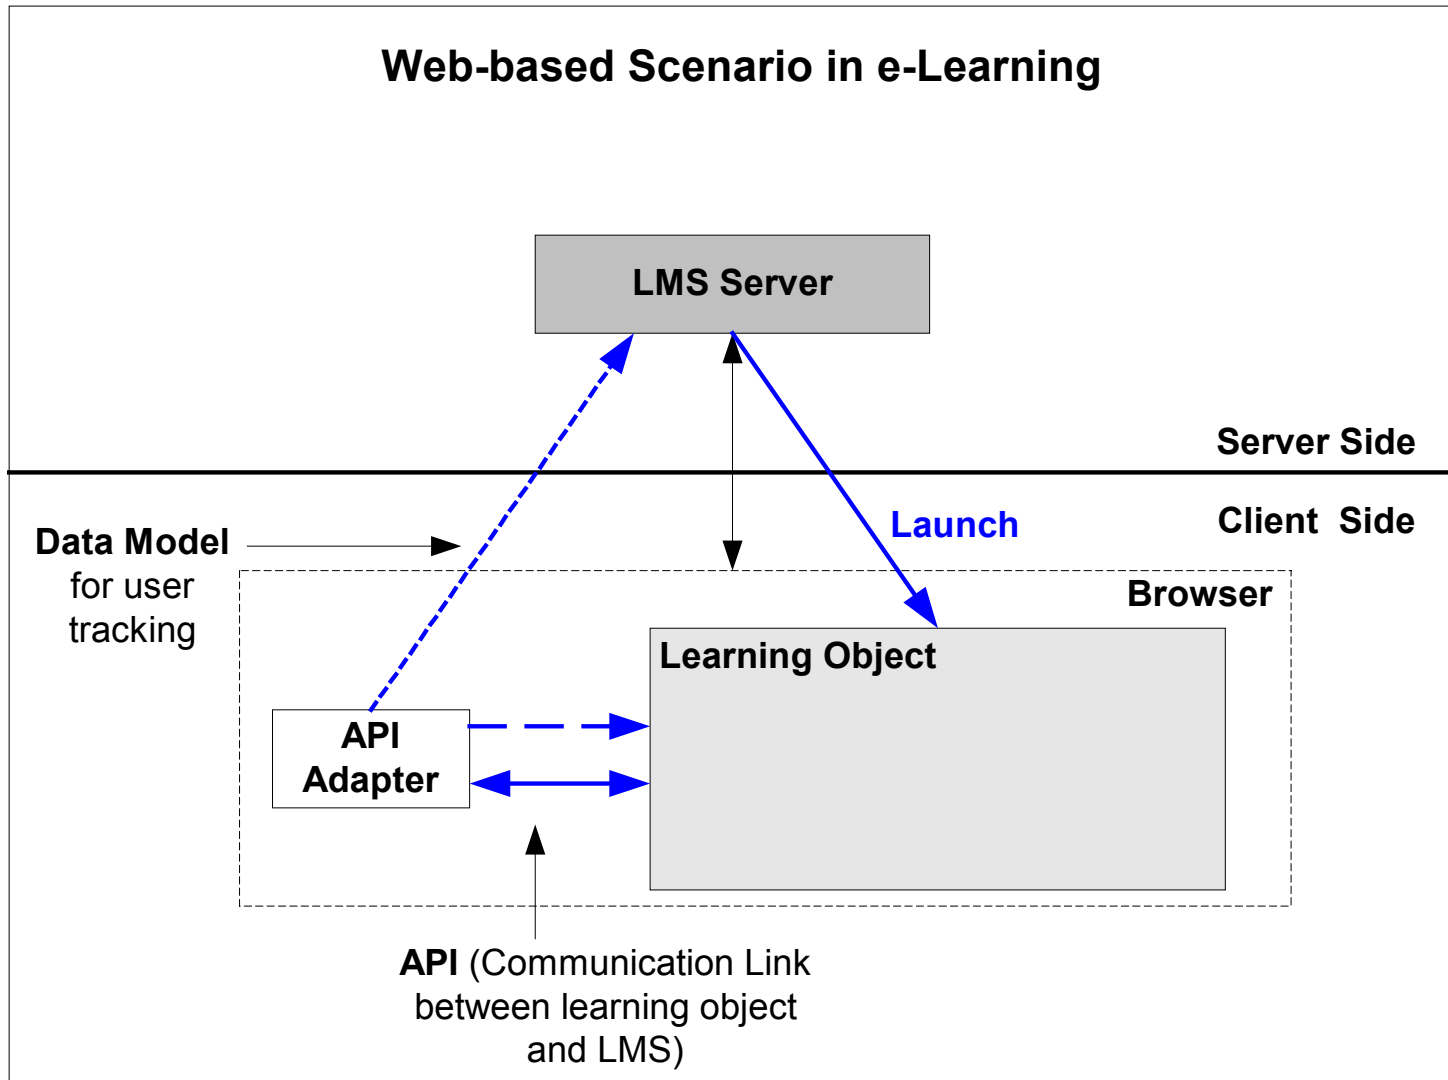 Web-based Scenario in e-Learning
LMS Server
Server Side
Client Side
Launch
Data Model
for user
tracking
Browser
Learning Object
API
Adapter
API (Communication Link
between learning object
and LMS)